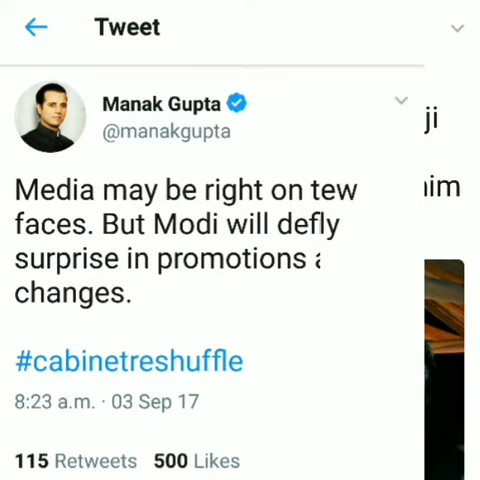 Tweet
Manak Gupta
@manakgupta
ji
Media may be right on tew
him
faces. But Modi will defly
surprise in promotions
changes.
#cabinetreshuffle
8:23 a.m. · 03 Sep 17
115 Retweets 500 Likes